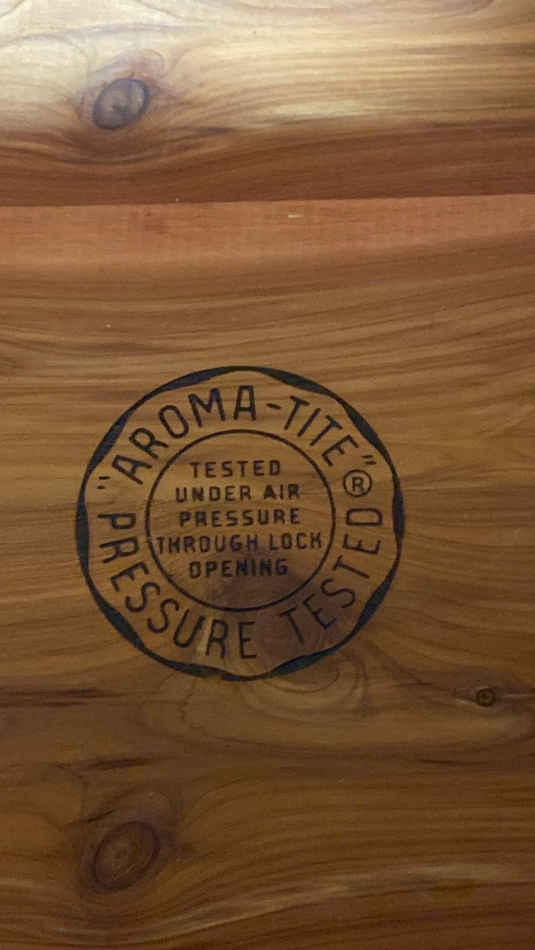 "AROMA-TITE"®
TESTED
UNDER AIR
PRESSURE
THROUGH LOCK
OPENING
PRESSURE TESTED